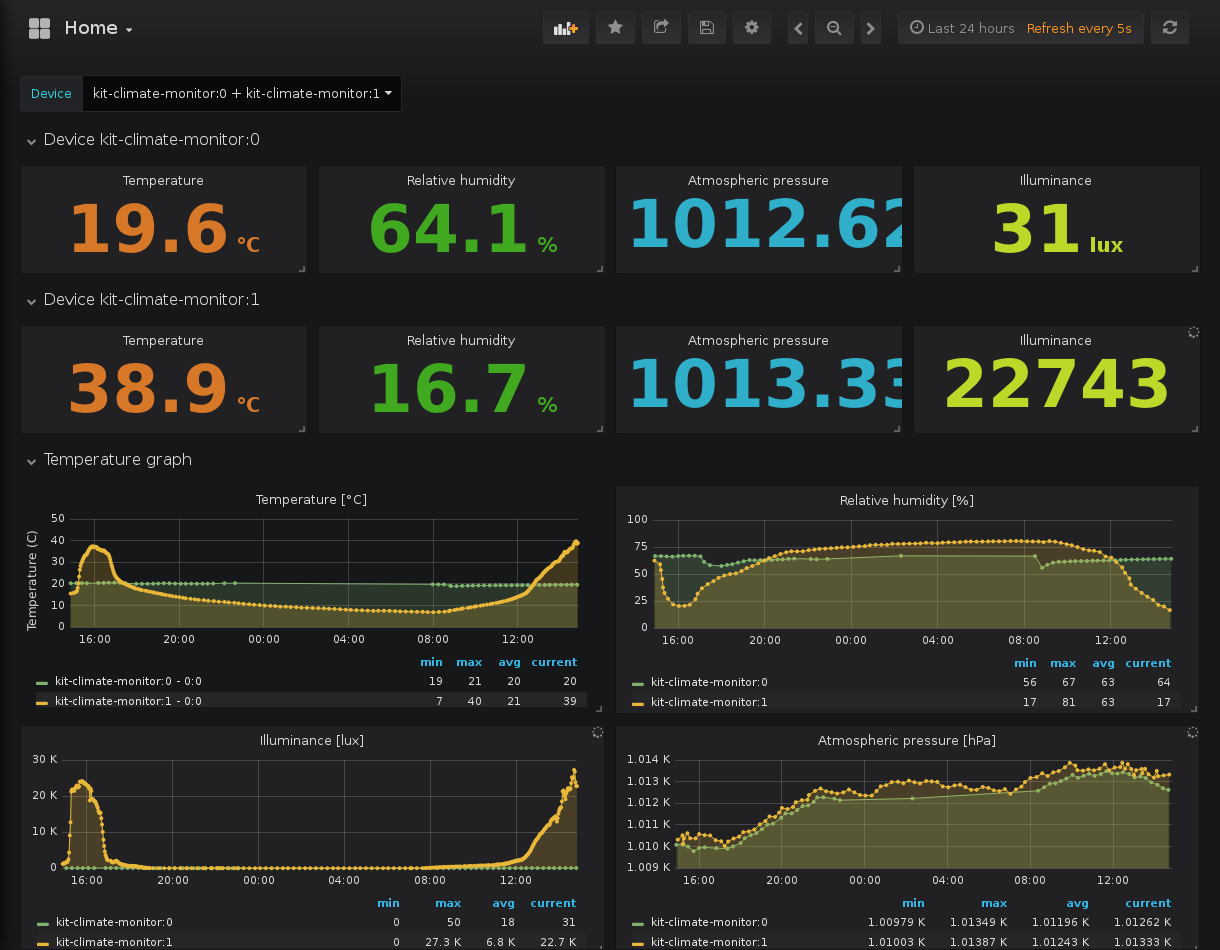 Home
Last 24 hours Refresh every 5s
Device kit-climate-monitor:0 + kit-climate-monitor:1
Device kit-climate-monitor:0
Temperature Relative humidity Atmospheric pressure Illuminance
19.6 °C 64.1 % 1012.62 31 lux
Device kit-climate-monitor:1
Temperature Relative humidity Atmospheric pressure Illuminance
38.9 °C 16.7 % 1013.33 22743
Temperature graph
Temperature [°C]
Temperature (C)
50
40
30
20
10
0
16:00 20:00 00:00 04:00 08:00 12:00
min max avg current
kit-climate-monitor:0 - 0:0 19 21 20 20
kit-climate-monitor:1 - 0:0 7 40 21 39
Relative humidity [%]
100
75
50
25
0
16:00 20:00 00:00 04:00 08:00 12:00
min max avg current
kit-climate-monitor:0 56 67 63 64
kit-climate-monitor:1 17 81 63 17
Illuminance [lux]
30 K
20 K
10 K
0
16:00 20:00 00:00 04:00 08:00 12:00
min max avg current
kit-climate-monitor:0 0 50 18 31
kit-climate-monitor:1 0 27.3 K 6.8 K 22.7 K
Atmospheric pressure [hPa]
1.014 K
1.013 K
1.012 K
1.011 K
1.010 K
1.009 K
16:00 20:00 00:00 04:00 08:00 12:00
min max avg current
kit-climate-monitor:0 1.00979 K 1.01349 K 1.01196 K 1.01262 K
kit-climate-monitor:1 1.01003 K 1.01387 K 1.01243 K 1.01333 K